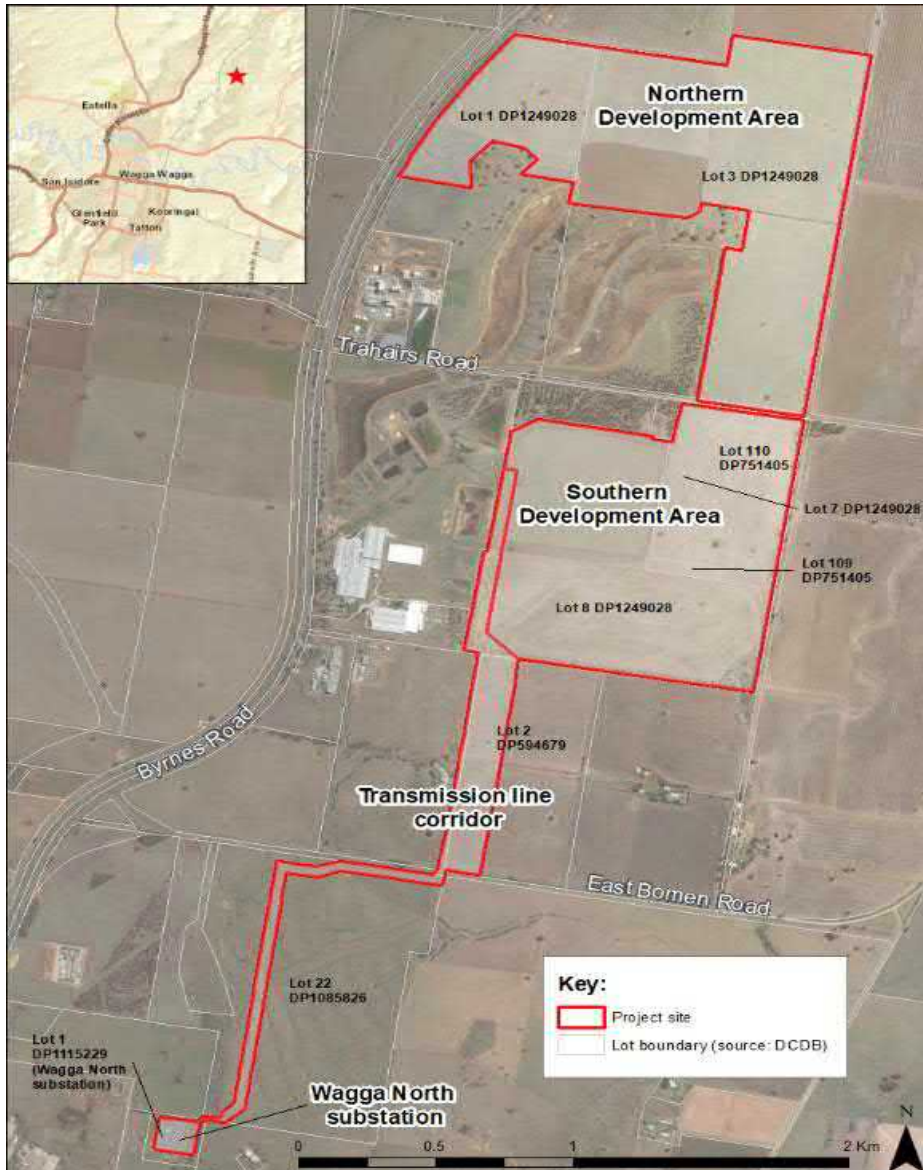 Eatella
San Isidore
Wagga Wagga
Glenfield
Park
Kooringal
Tatton
Northern
Development Area
Lot 1 DP1249028
Lot 3 DP1249028
Trahairs Road
Lot 110
DP751405
Southern
Development Area
Lot 7 DP1249028
Lot 109
DP751405
Lot 8 DP1249028
Lot 2
DP594679
Byrnes Road
Transmission line
corridor
East Bomen Road
Lot 22
DP1085826
Key:
Project site
Lot boundary (source: DCDB)
Lot 1
DP1115229
(Wagga North
substation)
Wagga North
substation
N
0 0.5 1 2 Km